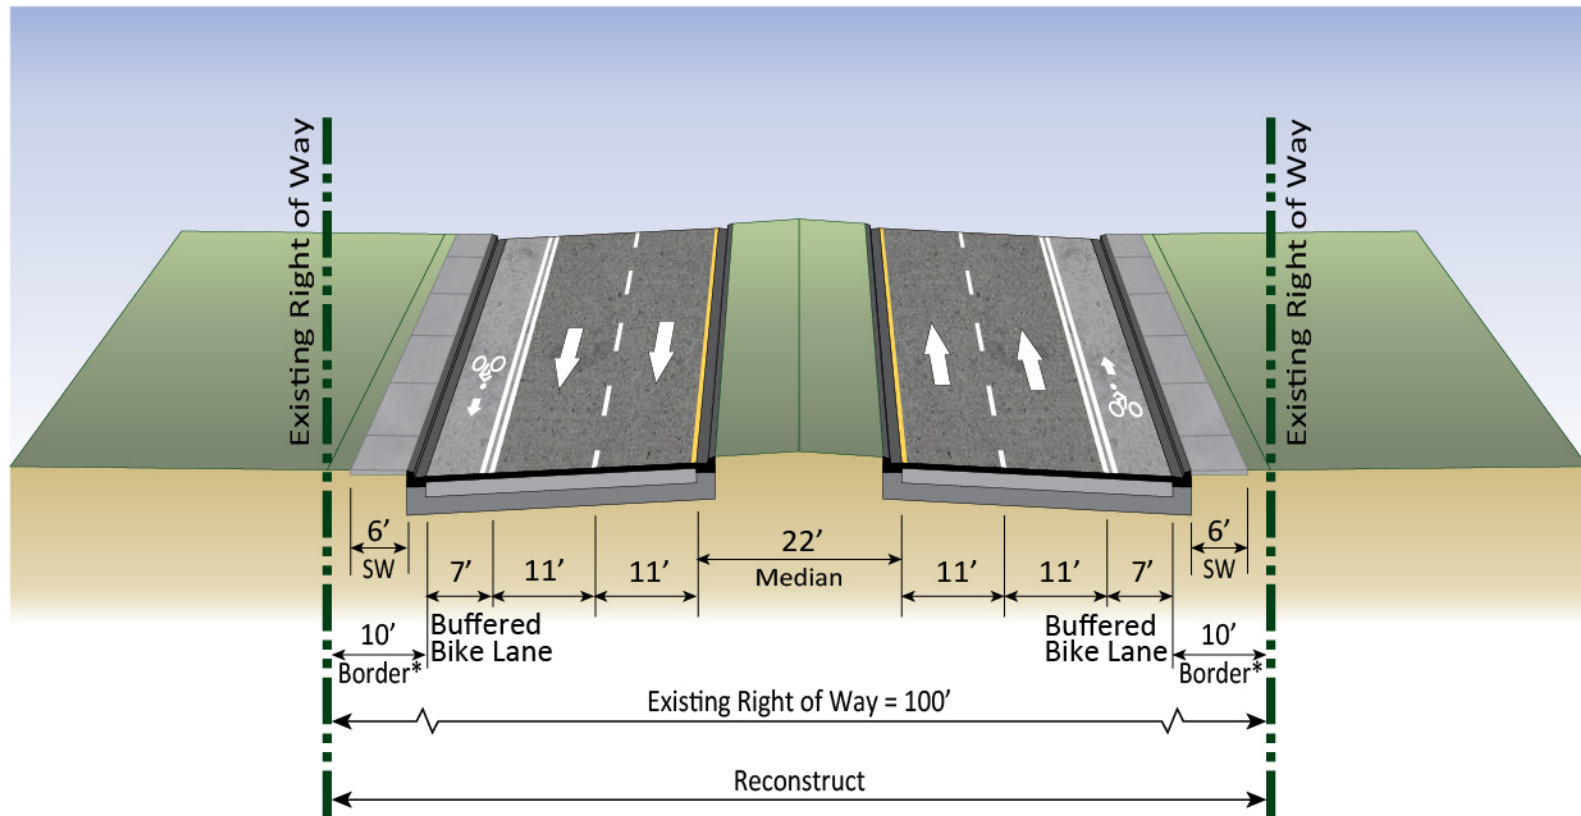 Existing Right of Way
Existing Right of Way
6’
SW
7’
11’
11’
22’
Median
11’
11’
7’
6’
SW
10’
Border*
Buffered
Bike Lane
Buffered
Bike Lane
10’
Border*
Existing Right of Way = 100’
Reconstruct